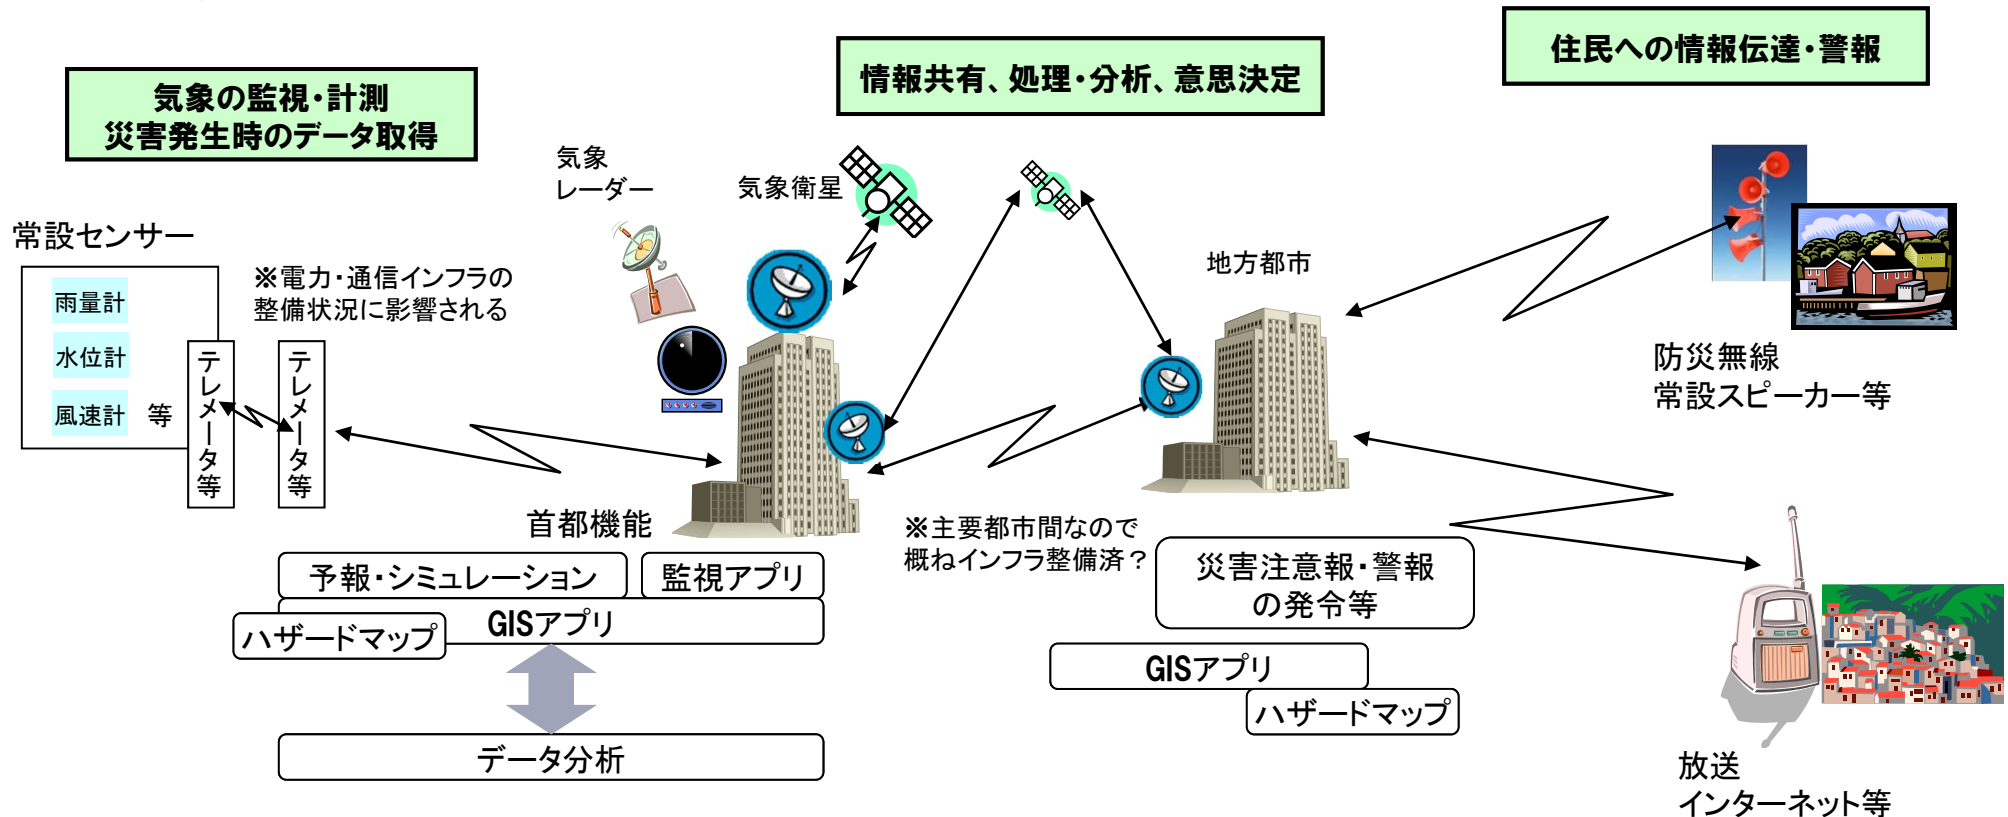 気象の監視・計測
災害発生時のデータ取得
情報共有、処理・分析、意思決定
住民への情報伝達・警報
常設センサー
雨量計
水位計
風速計 等
テレメータ等
テレメータ等
※電力・通信インフラの
整備状況に影響される
気象
レーダー
気象衛星
首都機能
予報・シミュレーション
監視アプリ
GISアプリ
ハザードマップ
データ分析
※主要都市間なので
概ねインフラ整備済？
地方都市
災害注意報・警報
の発令等
GISアプリ
ハザードマップ
防災無線
常設スピーカー等
放送
インターネット等